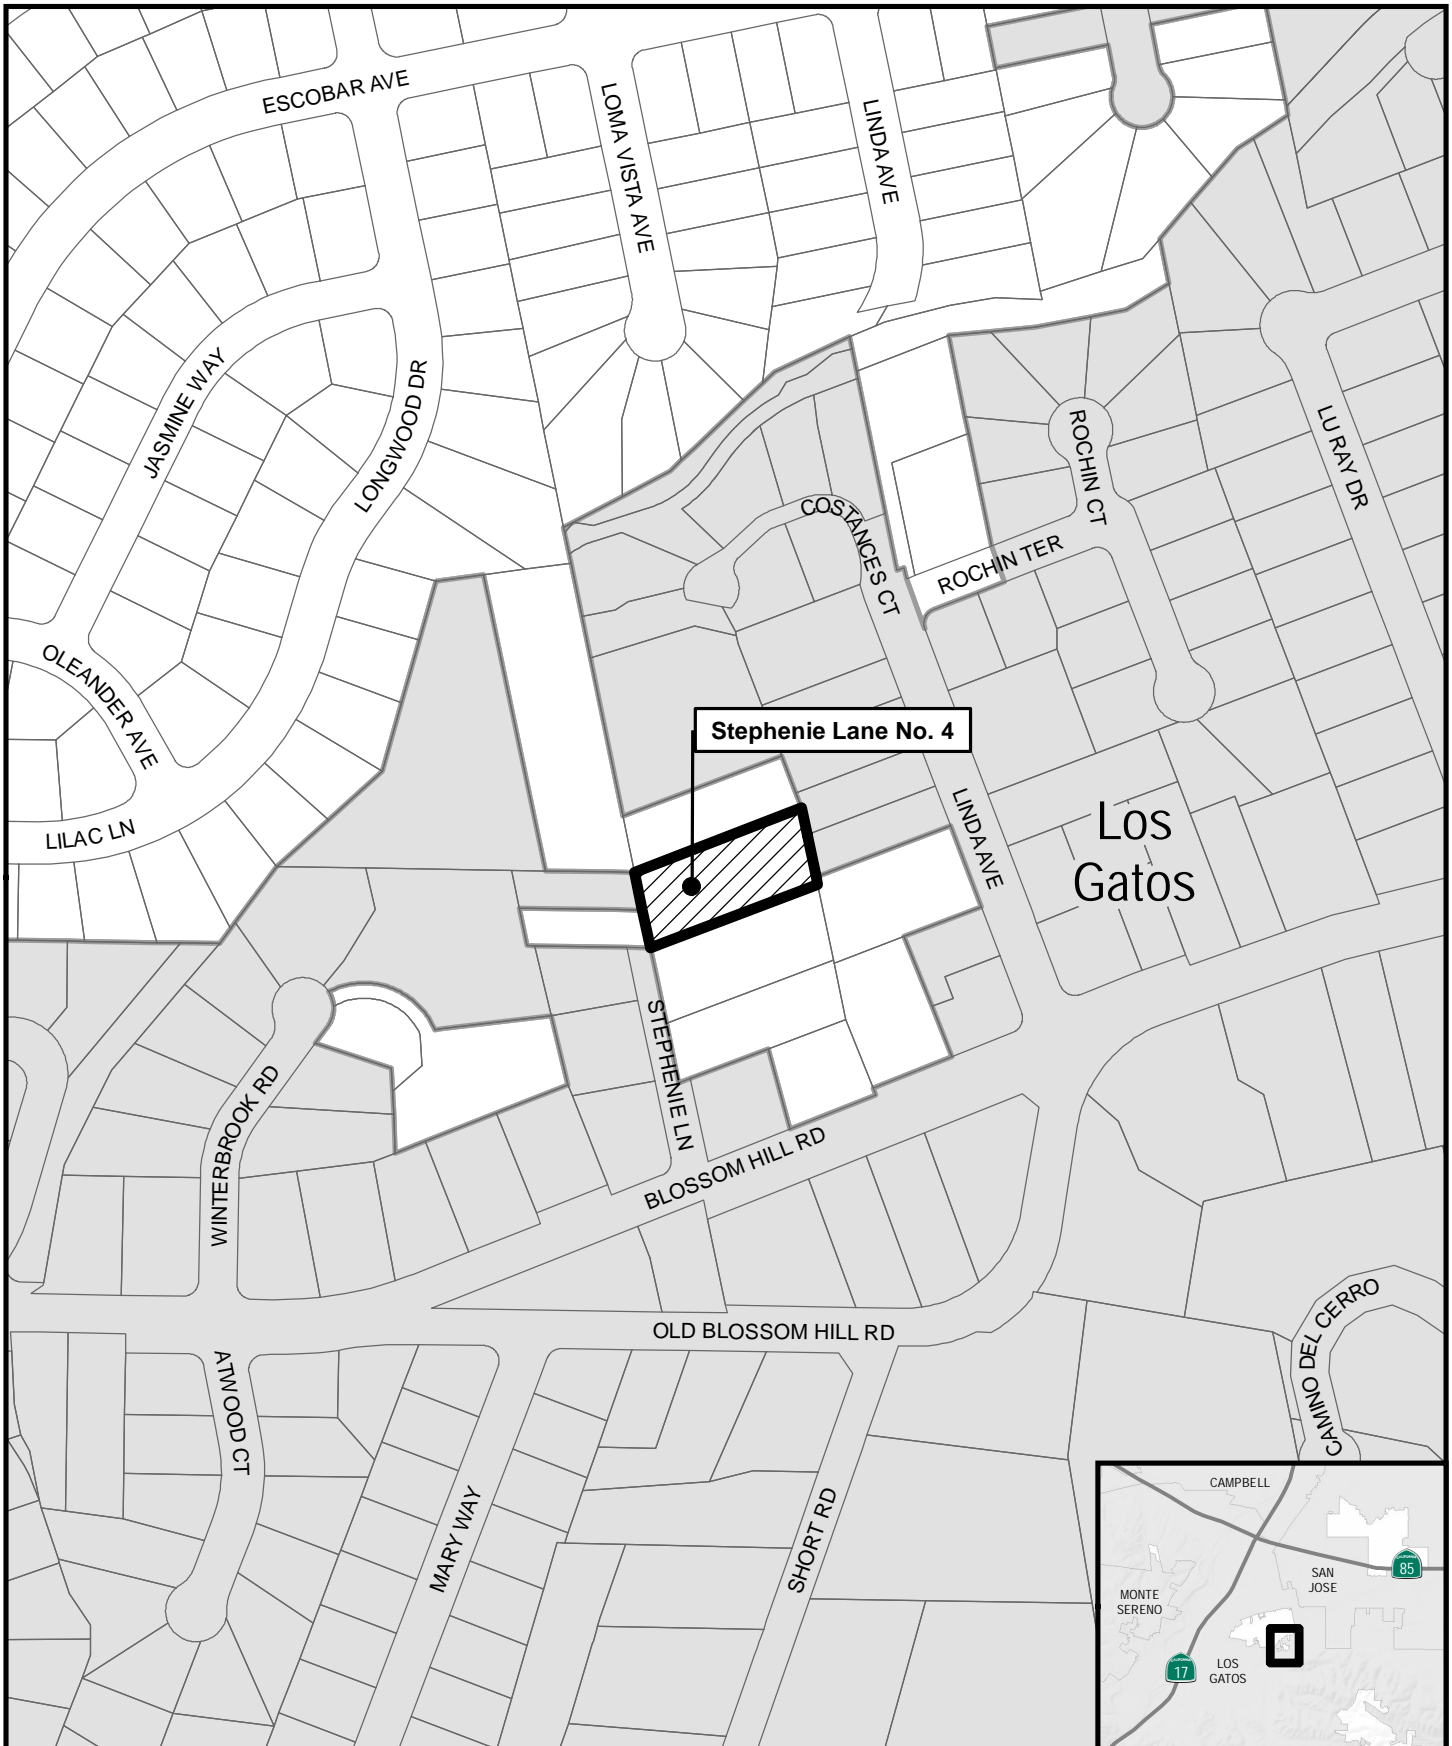 ESCOBAR AVE
LOMA VISTA AVE
LINDA AVE
JASMINE WAY
LONGWOOD DR
ROCHIN CT
LU RAY DR
COSTANCES CT
ROCHIN TER
OLEANDER AVE
Stephenie Lane No. 4
LINDA AVE
Los
Gatos
LILAC LN
STEPHENIE LN
WINTERBROOK RD
BLOSSOM HILL RD
OLD BLOSSOM HILL RD
CAMINO DEL CERRO
ATWOOD CT
MARY WAY
SHORT RD
CAMPBELL
CALIFORNIA
85
SAN
JOSE
MONTE
SERENO
CALIFORNIA
17
LOS
GATOS